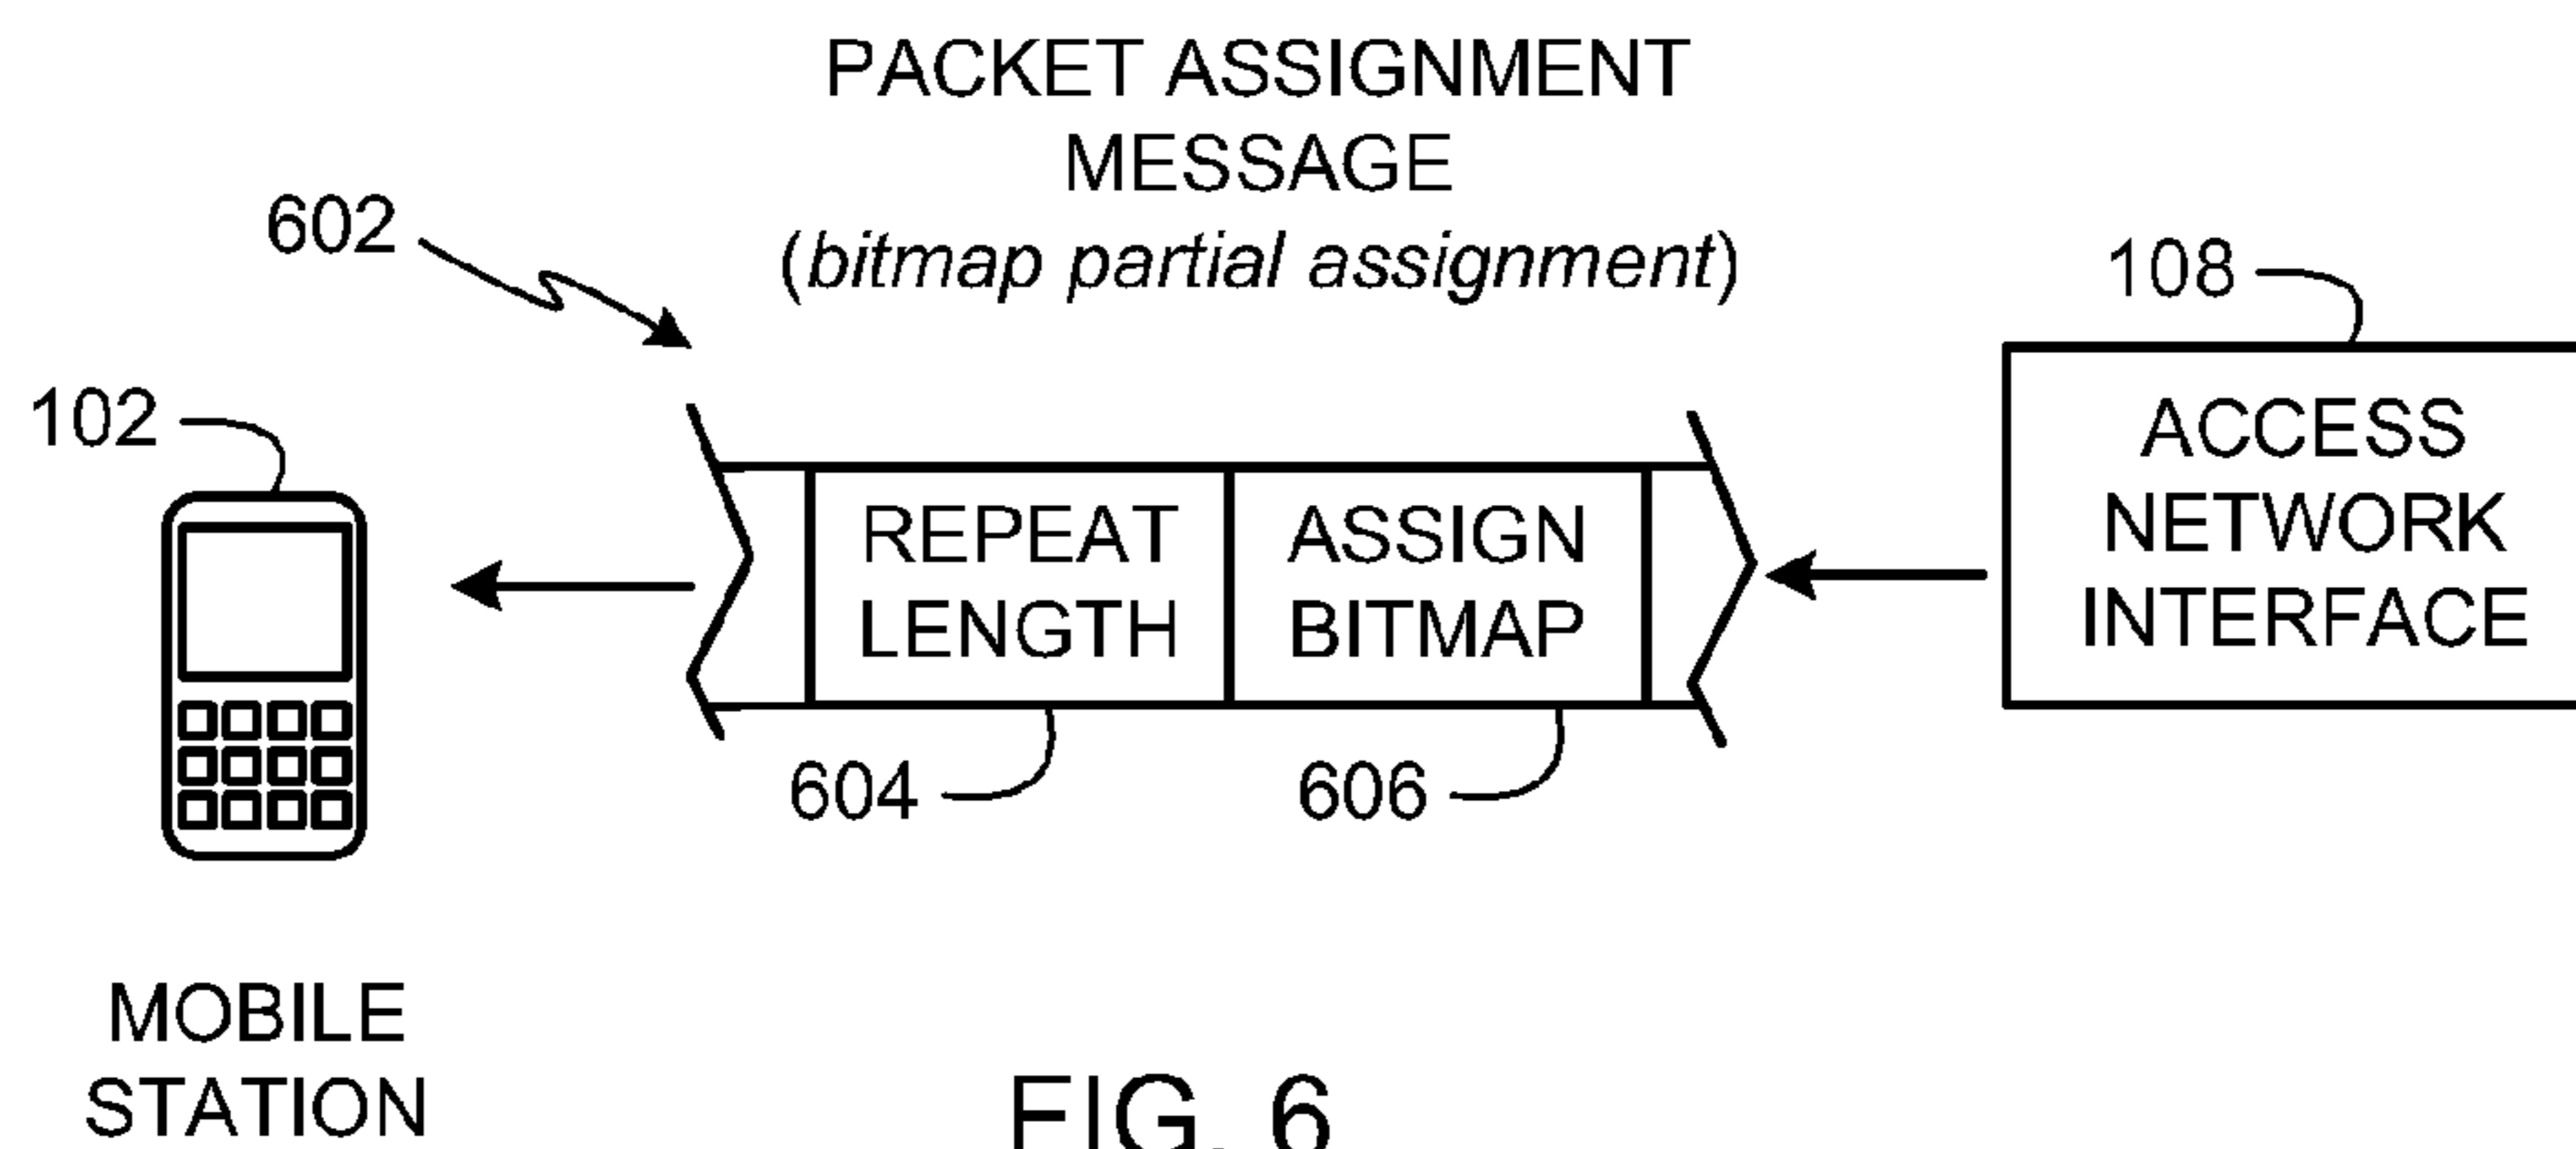 PACKET ASSIGNMENT
MESSAGE
(bitmap partial assignment)
602
108
102
ACCESS
NETWORK
INTERFACE
REPEAT
LENGTH
ASSIGN
BITMAP
604
606
MOBILE
STATION
FIG. 6